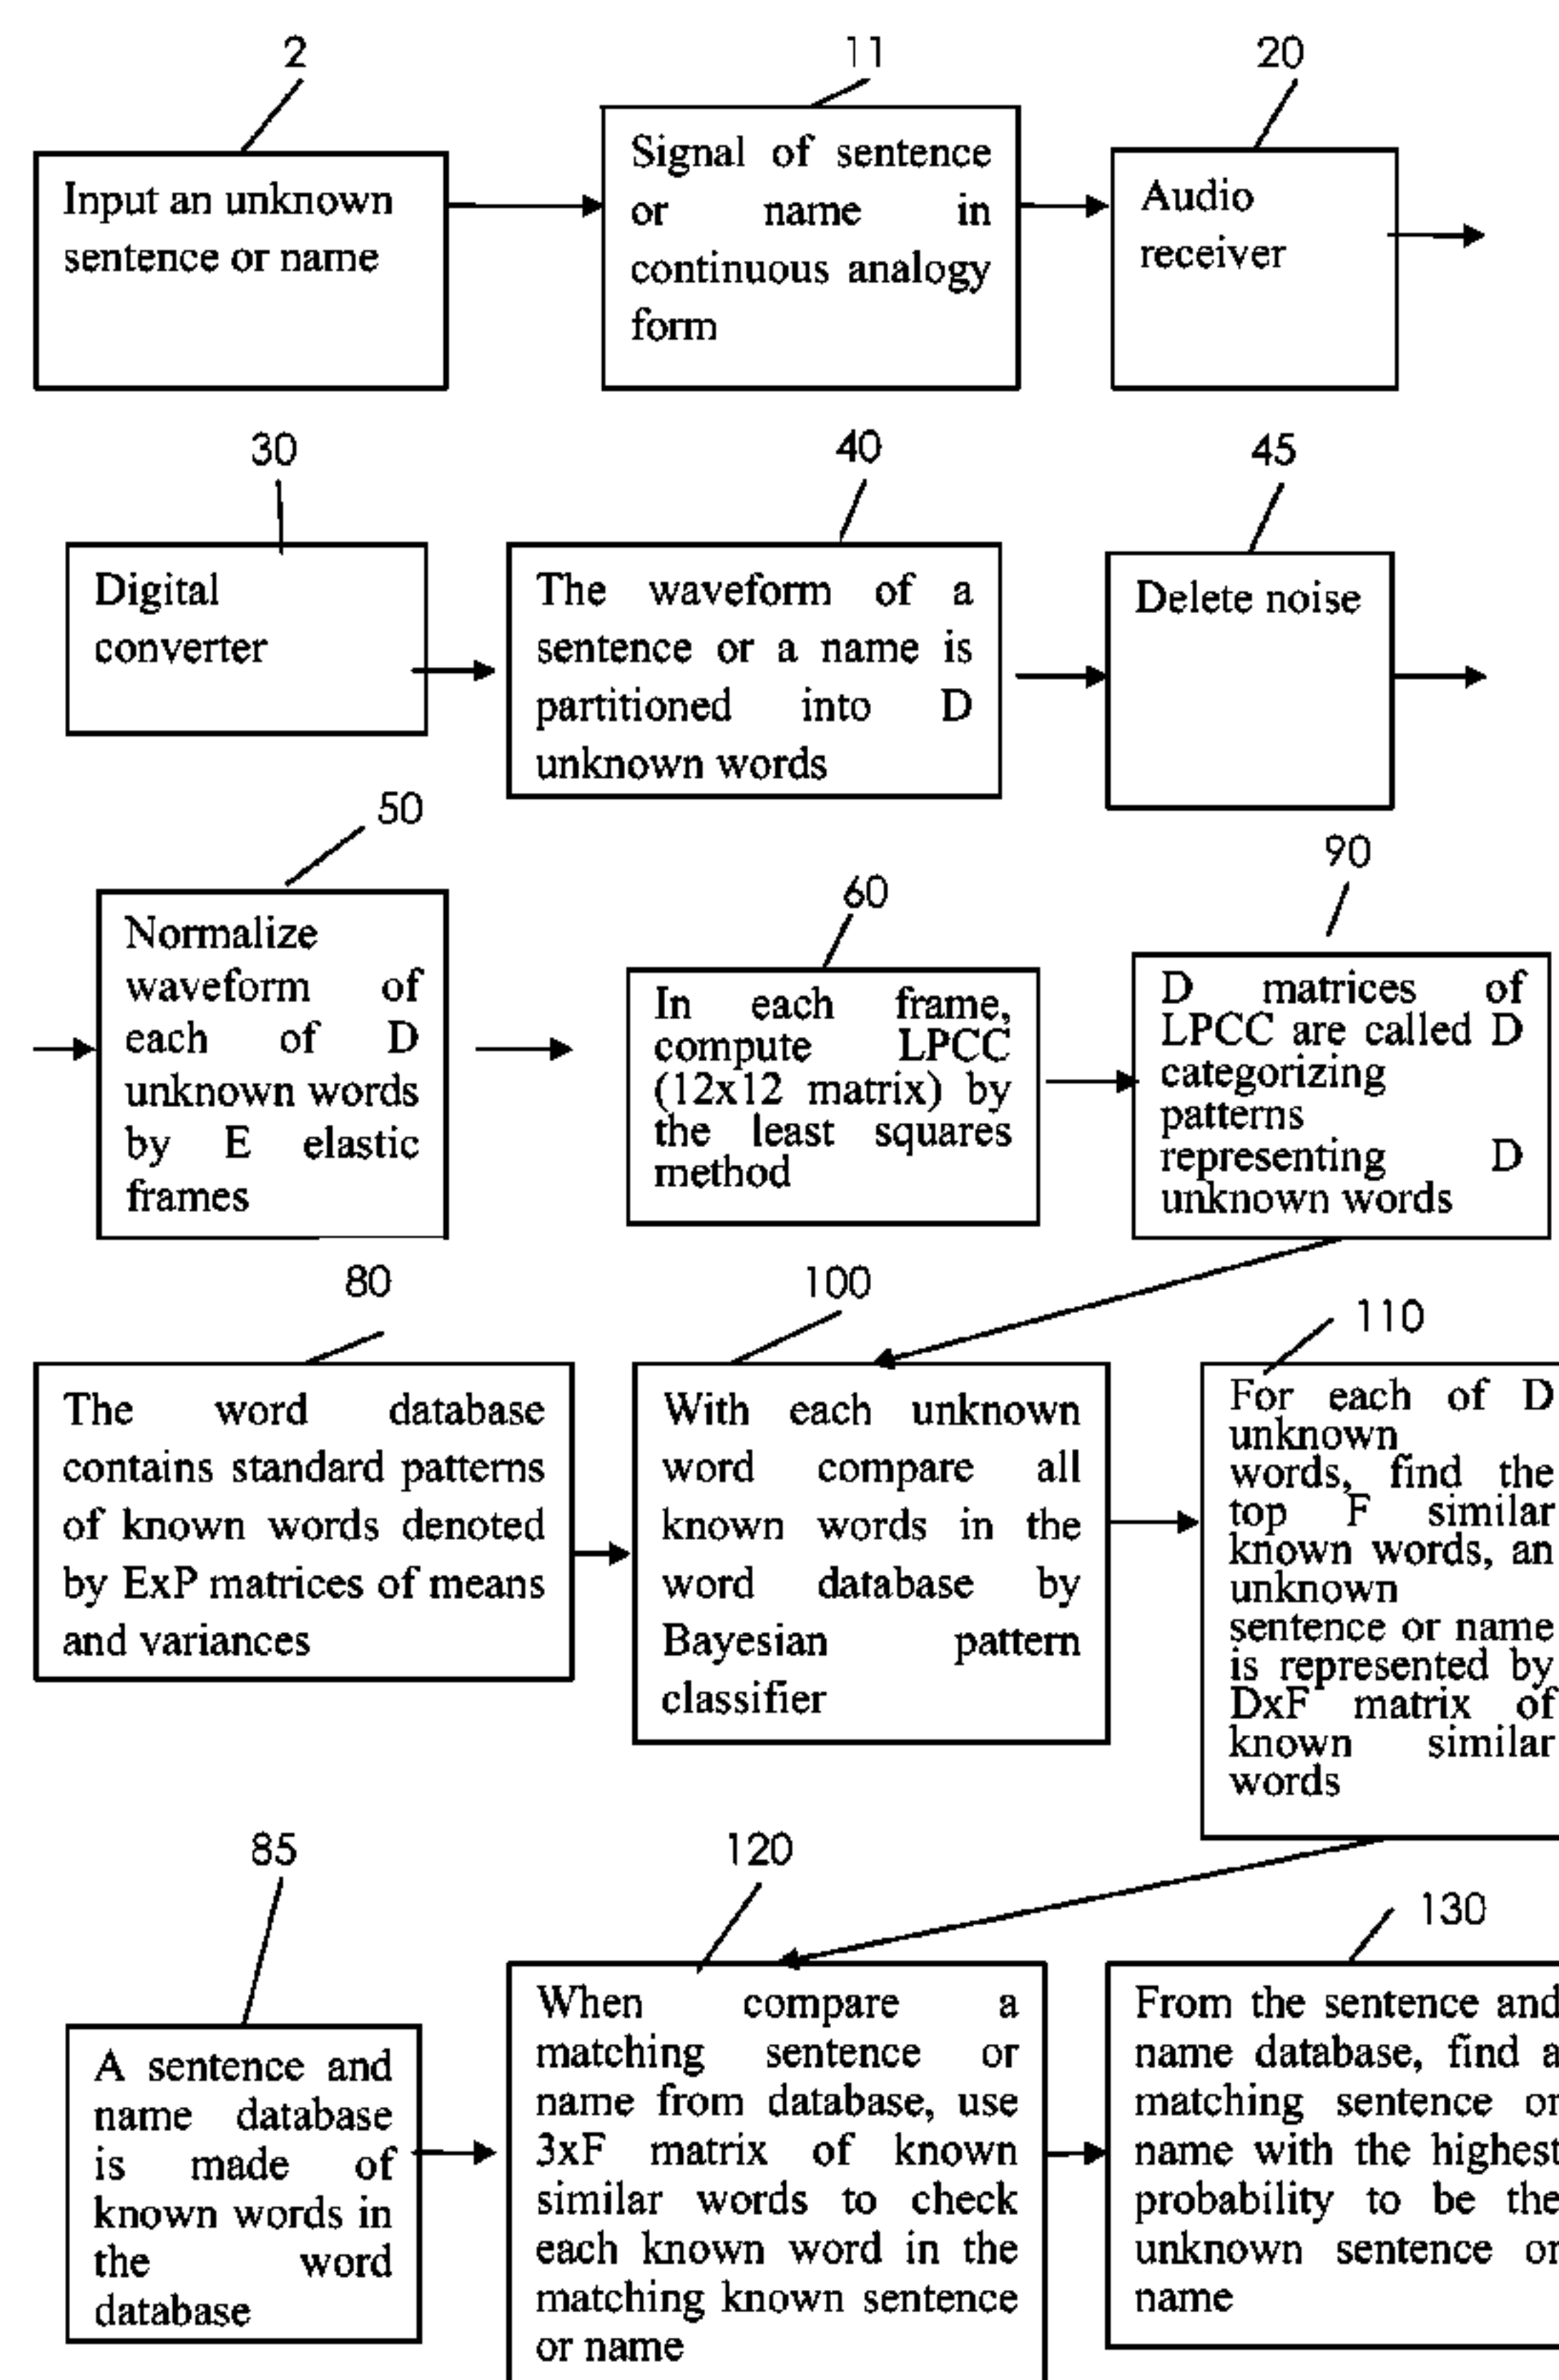 2
Input an unknown
sentence or name
11
Signal of sentence
or name in
continuous analogy
form
20
Audio
receiver
30
Digital
converter
40
The waveform of a
sentence or a name is
partitioned into D
unknown words
45
Delete noise
50
Normalize
waveform of
each of D
unknown words
by E elastic
frames
60
In each frame,
compute LPCC
(12x12 matrix) by
the least squares
method
90
D matrices of
LPCC are called D
categorizing
patterns
representing D
unknown words
80
The word database
contains standard patterns
of known words denoted
by ExP matrices of means
and variances
100
With each unknown
word compare all
known words in the
word database by
Bayesian pattern
classifier
110
For each of D
unknown
words, find the
top F similar
known words, an
unknown
sentence or name
is represented by
DxF matrix of
known similar
words
85
A sentence and
name database
is made of
known words in
the word
database
120
When compare a
matching sentence or
name from database, use
3xF matrix of known
similar words to check
each known word in the
matching known sentence
or name
130
From the sentence and
name database, find a
matching sentence or
name with the highest
probability to be the
unknown sentence or
name